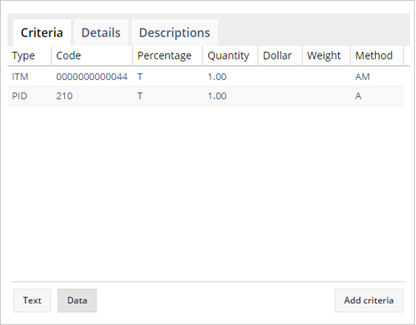 Criteria Details Descriptions
Type Code Percentage Quantity Dollar Weight Method
ITM 0000000000044 T 1.00 AM
PID 210 T 1.00 A
Text Data Add criteria